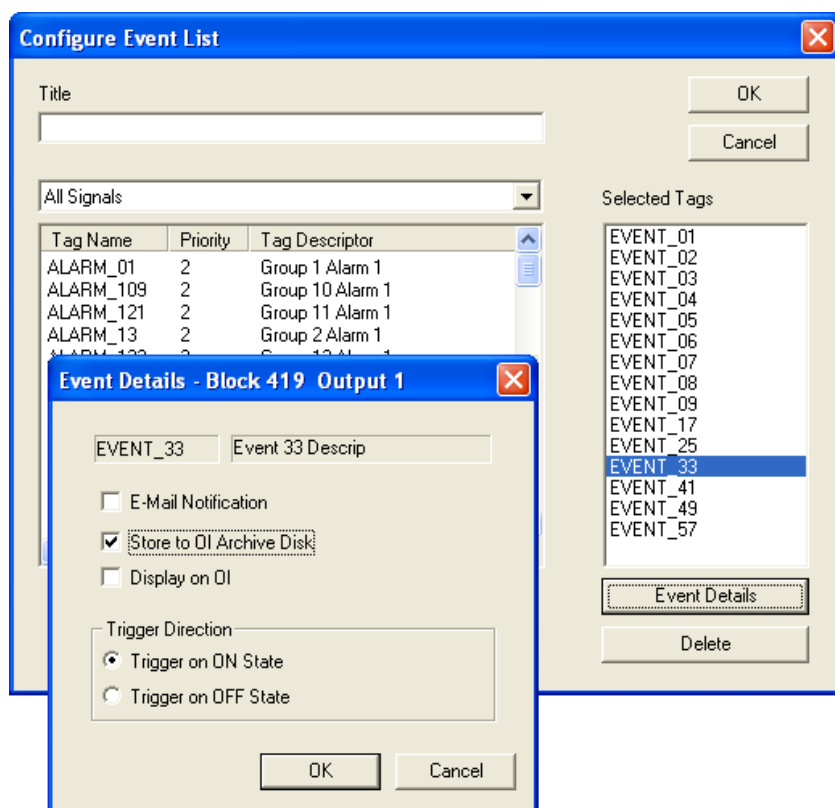 Configure Event List
Title
OK
Cancel
All Signals
Selected Tags
Tag Name Priority Tag Descriptor
ALARM_01 2 Group 1 Alarm 1
ALARM_109 2 Group 10 Alarm 1
ALARM_121 2 Group 11 Alarm 1
ALARM_13 2 Group 2 Alarm 1
EVENT_01
EVENT_02
EVENT_03
EVENT_04
EVENT_05
EVENT_06
EVENT_07
EVENT_08
EVENT_09
EVENT_17
EVENT_25
EVENT_33
EVENT_41
EVENT_49
EVENT_57
Event Details
Delete
Event Details - Block 419 Output 1
EVENT_33 Event 33 Descrip
E-Mail Notification
Store to OI Archive Disk
Display on OI
Trigger Direction
Trigger on ON State
Trigger on OFF State
OK Cancel